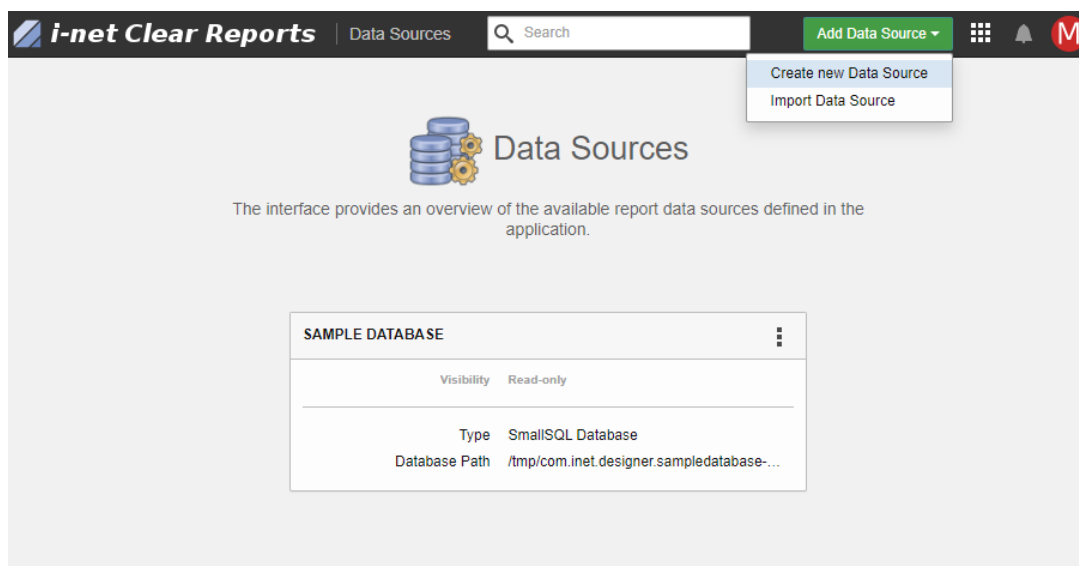 i-net Clear Reports
Data Sources
Search
Add Data Source
M
Create new Data Source
Import Data Source
Data Sources
The interface provides an overview of the available report data sources defined in the
application.
SAMPLE DATABASE
Visibility Read-only
Type SmallSQL Database
Database Path /tmp/com.inet.designer.sampledatabase-...